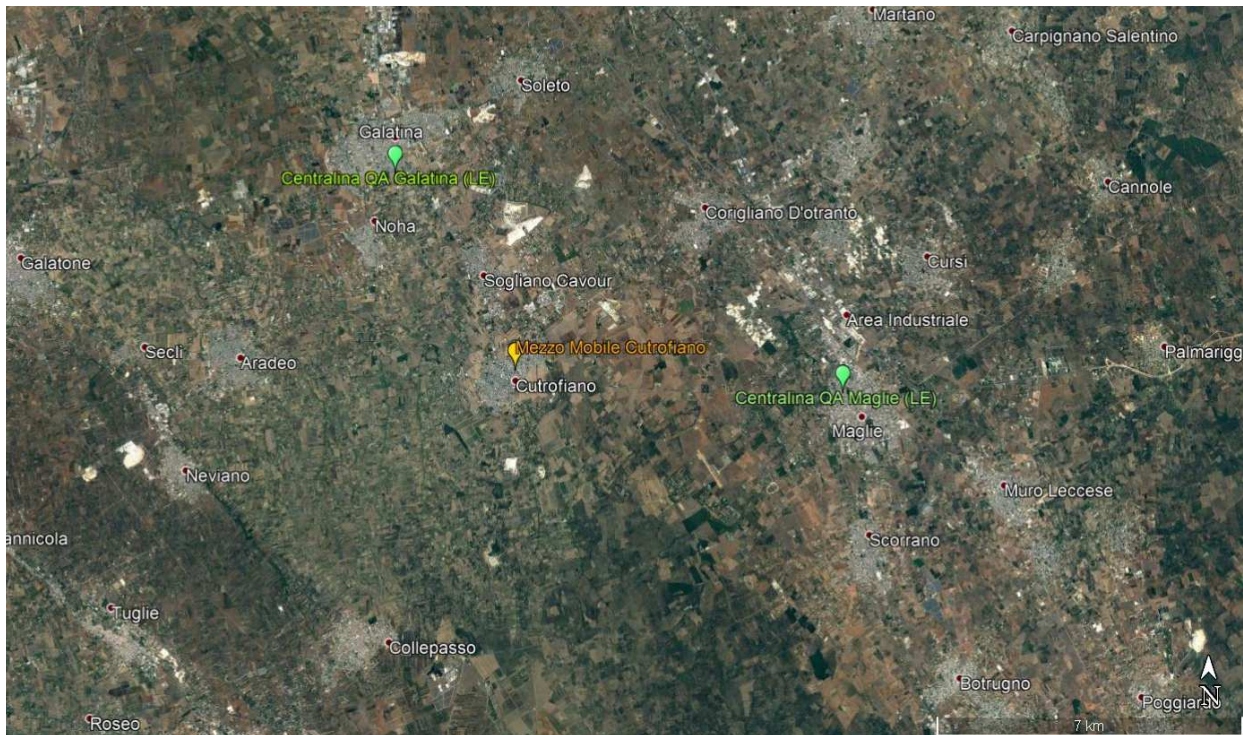 Martano
Carpignano Salentino
Soleto
Galatina
Centralina QA Galatina (LE)
Cannole
Corigliano D'otranto
Noha
Galatone
Cursi
Sogliano Cavour
Area Industriale
Mezzo Mobile Cutrofiano
Secli
Aradeo
Palmarigg
Cutrofiano
Centralina QA Maglie (LE)
Maglie
Neviano
Muro Leccese
annicola
Scorrano
Tuglie
Collepasso
Botrugno
N
Poggiardo
Roseo
7 km